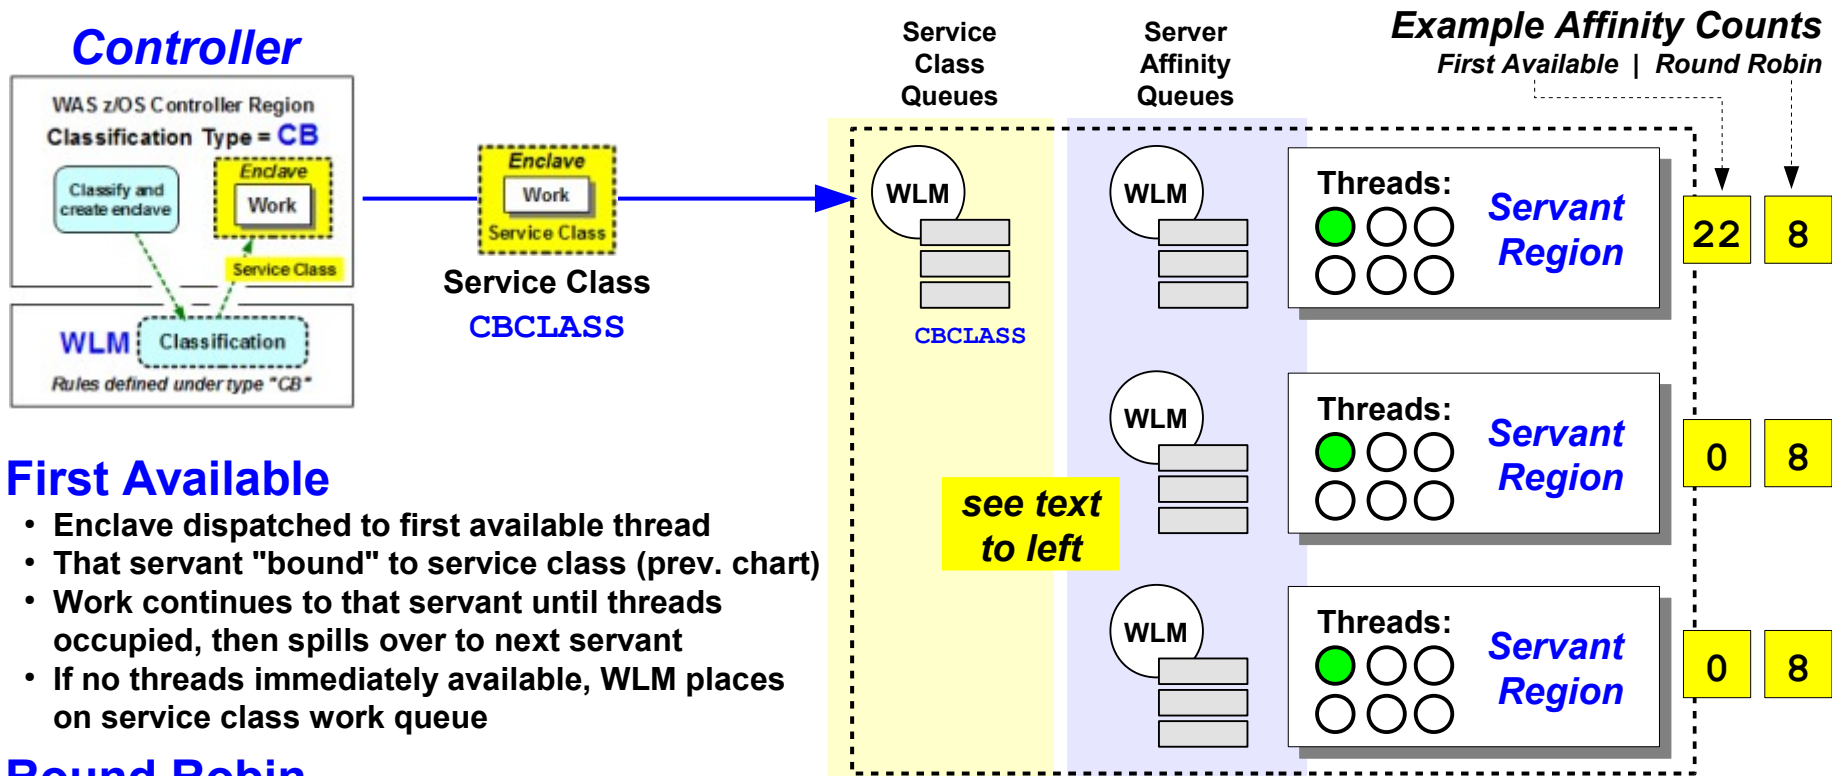 Controller
WAS z/OS Controller Region
Classification Type = CB
Classify and
create endave
Enclave
Work
Service Class
WLM
Classification
Rules defined under type "CB"
Enclave
Work
Service Class
Service Class
CBCLASS
Service
Class
Queues
Server
Affinity
Queues
Example Affinity Counts
First Available | Round Robin
WLM
CBCLASS
WLM
Threads:
Servant
Region
22
8
WLM
Threads:
Servant
Region
0
8
see text
to left
WLM
Threads:
Servant
Region
0
8
First Available
• Enclave dispatched to first available thread
• That servant "bound" to service class (prev. chart)
• Work continues to that servant until threads
occupied, then spills over to next servant
• If no threads immediately available, WLM places
on service class work queue
Round Robin